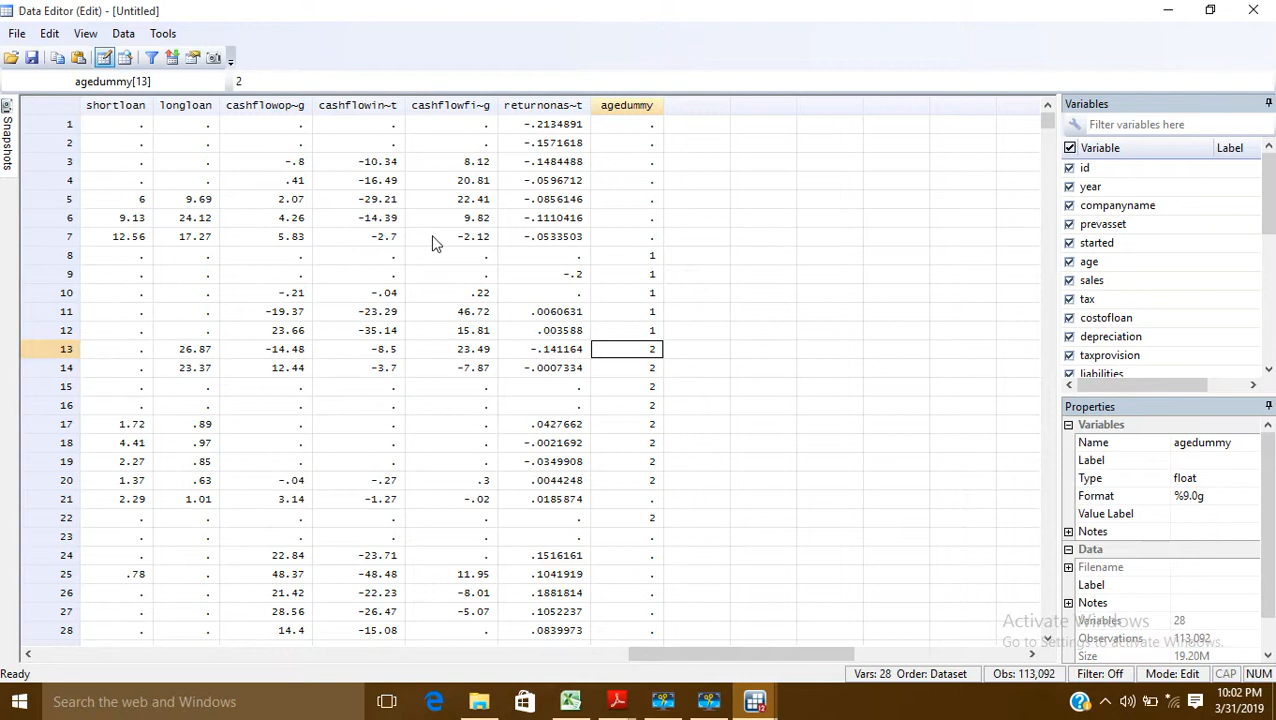 Data Editor (Edit) - [Untitled]
File Edit View Data Tools
agedummy[13] 2
Snapshots
shortloan longloan cashflowop~g cashflowin~t cashflowfi~g returnonas~t agedummy
1 . . . . . -.2134891 .
2 . . . . . -.1571618 .
3 . . -.8 -10.34 8.12 -.1484488 .
4 . . .41 -16.49 20.81 -.0596712 .
5 6 9.69 2.07 -29.21 22.41 -.0856146 .
6 9.13 24.12 4.26 -14.39 9.82 -.1110416 .
7 12.56 17.27 5.83 -2.7 -2.12 -.0533503 .
8 . . . . . . 1
9 . . . . . -.2 1
10 . . -.21 -.04 .22 . 1
11 . . -19.37 -23.29 46.72 .0060631 1
12 . . 23.66 -35.14 15.81 .003588 1
13 . 26.87 -14.48 -8.5 23.49 -.141164 2
14 . 23.37 12.44 -3.7 -7.87 -.0007334 2
15 . . . . . . 2
16 . . . . . . 2
17 1.72 .89 . . . .0427662 2
18 4.41 .97 . . . -.0021692 2
19 2.27 .85 . . . -.0349908 2
20 1.37 .63 -.04 -.27 .3 .0044248 2
21 2.29 1.01 3.14 -1.27 -.02 .0185874 .
22 . . . . . . 2
23 . . . . . . .
24 . . 22.84 -23.71 . .1516161 .
25 .78 . 48.37 -48.48 11.95 .1041919 .
26 . . 21.42 -22.23 -8.01 .1881814 .
27 . . 28.56 -26.47 -5.07 .1052237 .
28 . . 14.4 -15.08 . .0839973 .
Variables
Filter variables here
Variable Label
id
year
companyname
prevasset
started
age
sales
tax
costofloan
depreciation
taxprovision
liabilities
Properties
Variables
Name agedummy
Label
Type float
Format %9.0g
Value Label
Notes
Data
Filename
Label
Notes
Variables 28
Observations 113,092
Size 19.20M
Activate Windows
Go to Settings to activate Windows.
Ready
Vars: 28 Order: Dataset Obs: 113,092 Filter: Off Mode: Edit CAP NUM
Search the web and Windows
10:02 PM
3/31/2019